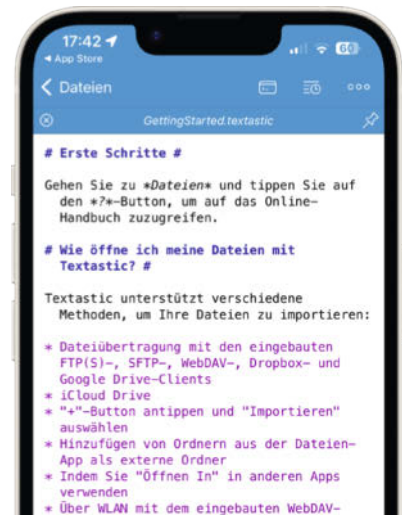 17:42
◀ App Store
60
Dateien
GettingStarted.textastic
# Erste Schritte #
Gehen Sie zu *Dateien* und tippen Sie auf
den *?*-Button, um auf das Online-
Handbuch zuzugreifen.
# Wie öffne ich meine Dateien mit
Textastic? #
Textastic unterstützt verschiedene
Methoden, um Ihre Dateien zu importieren:
* Dateiübertragung mit den eingebauten
FTP(S)-, SFTP-, WebDAV-, Dropbox- und
Google Drive-Clients
* iCloud Drive
* "+"-Button antippen und "Importieren"
auswählen
* Hinzufügen von Ordnern aus der Dateien-
App als externe Ordner
* Indem Sie "Öffnen In" in anderen Apps
verwenden
* Über WLAN mit dem eingebauten WebDAV-